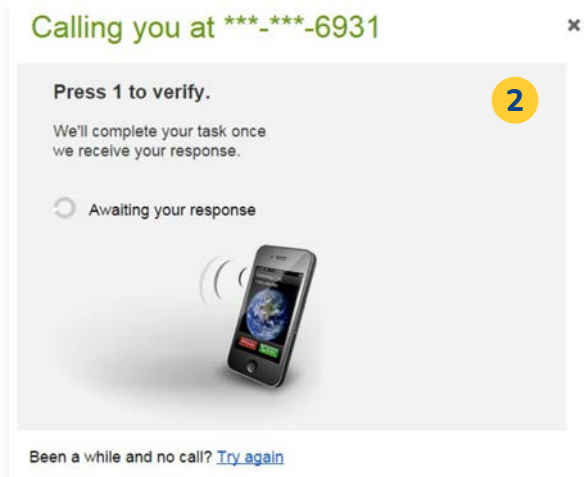 Calling you at ***-***-6931
Press 1 to verify.
2
We'll complete your task once
we receive your response.
Awaiting your response
Been a while and no call? Try again